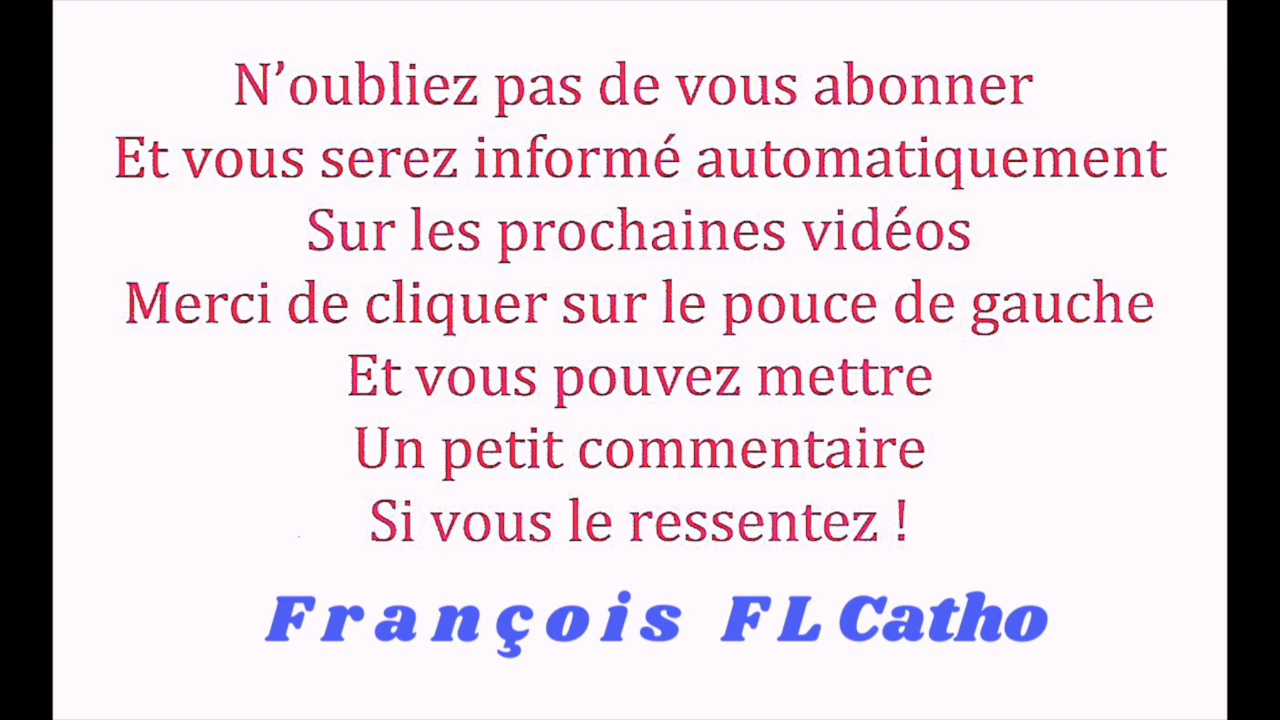 N’oubliez pas de vous abonner
Et vous serez informé automatiquement
Sur les prochaines vidéos
Merci de cliquer sur le pouce de gauche
Et vous pouvez mettre
Un petit commentaire
Si vous le ressentez !
François FLCatho